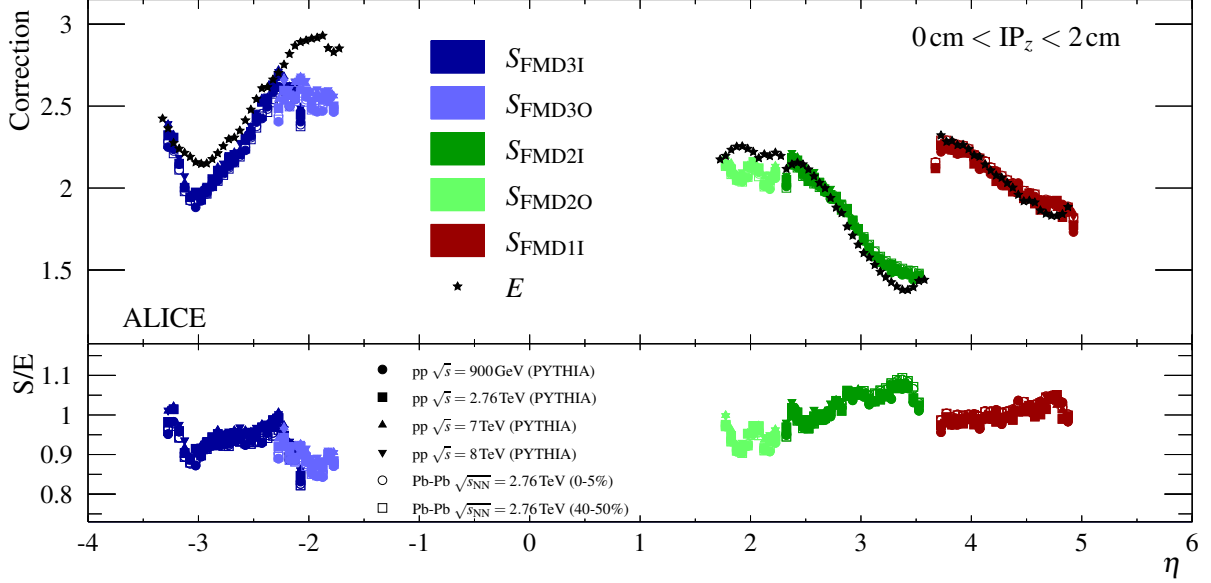 Correction
3
2.5
2
1.5
0 cm < IP_z < 2 cm
S_FMD3I
S_FMD3O
S_FMD2I
S_FMD2O
S_FMD1I
E
ALICE
S/E
1.1
1
0.9
0.8
pp √s = 900 GeV (PYTHIA)
pp √s = 2.76 TeV (PYTHIA)
pp √s = 7 TeV (PYTHIA)
pp √s = 8 TeV (PYTHIA)
Pb-Pb √s_NN = 2.76 TeV (0-5%)
Pb-Pb √s_NN = 2.76 TeV (40-50%)
-4 -3 -2 -1 0 1 2 3 4 5 6
η